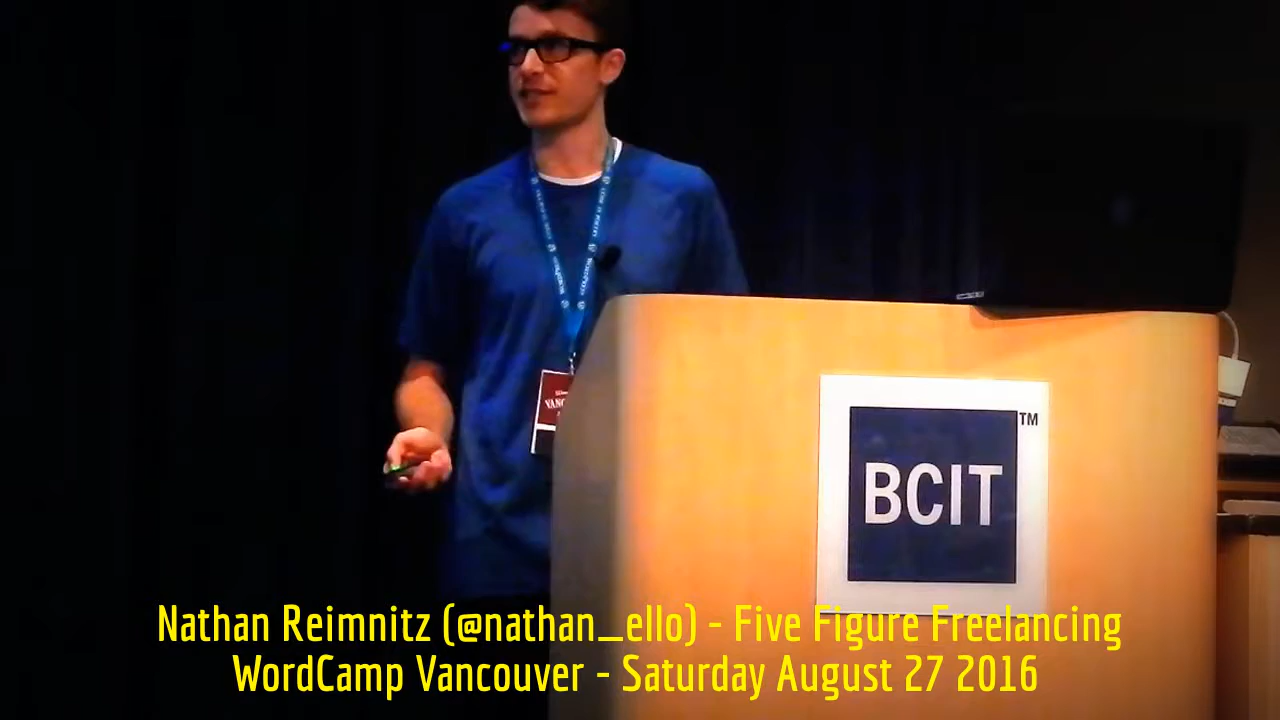 BCIT
TM
Nathan Reimnitz (@nathan_ello) - Five Figure Freelancing
WordCamp Vancouver - Saturday August 27 2016